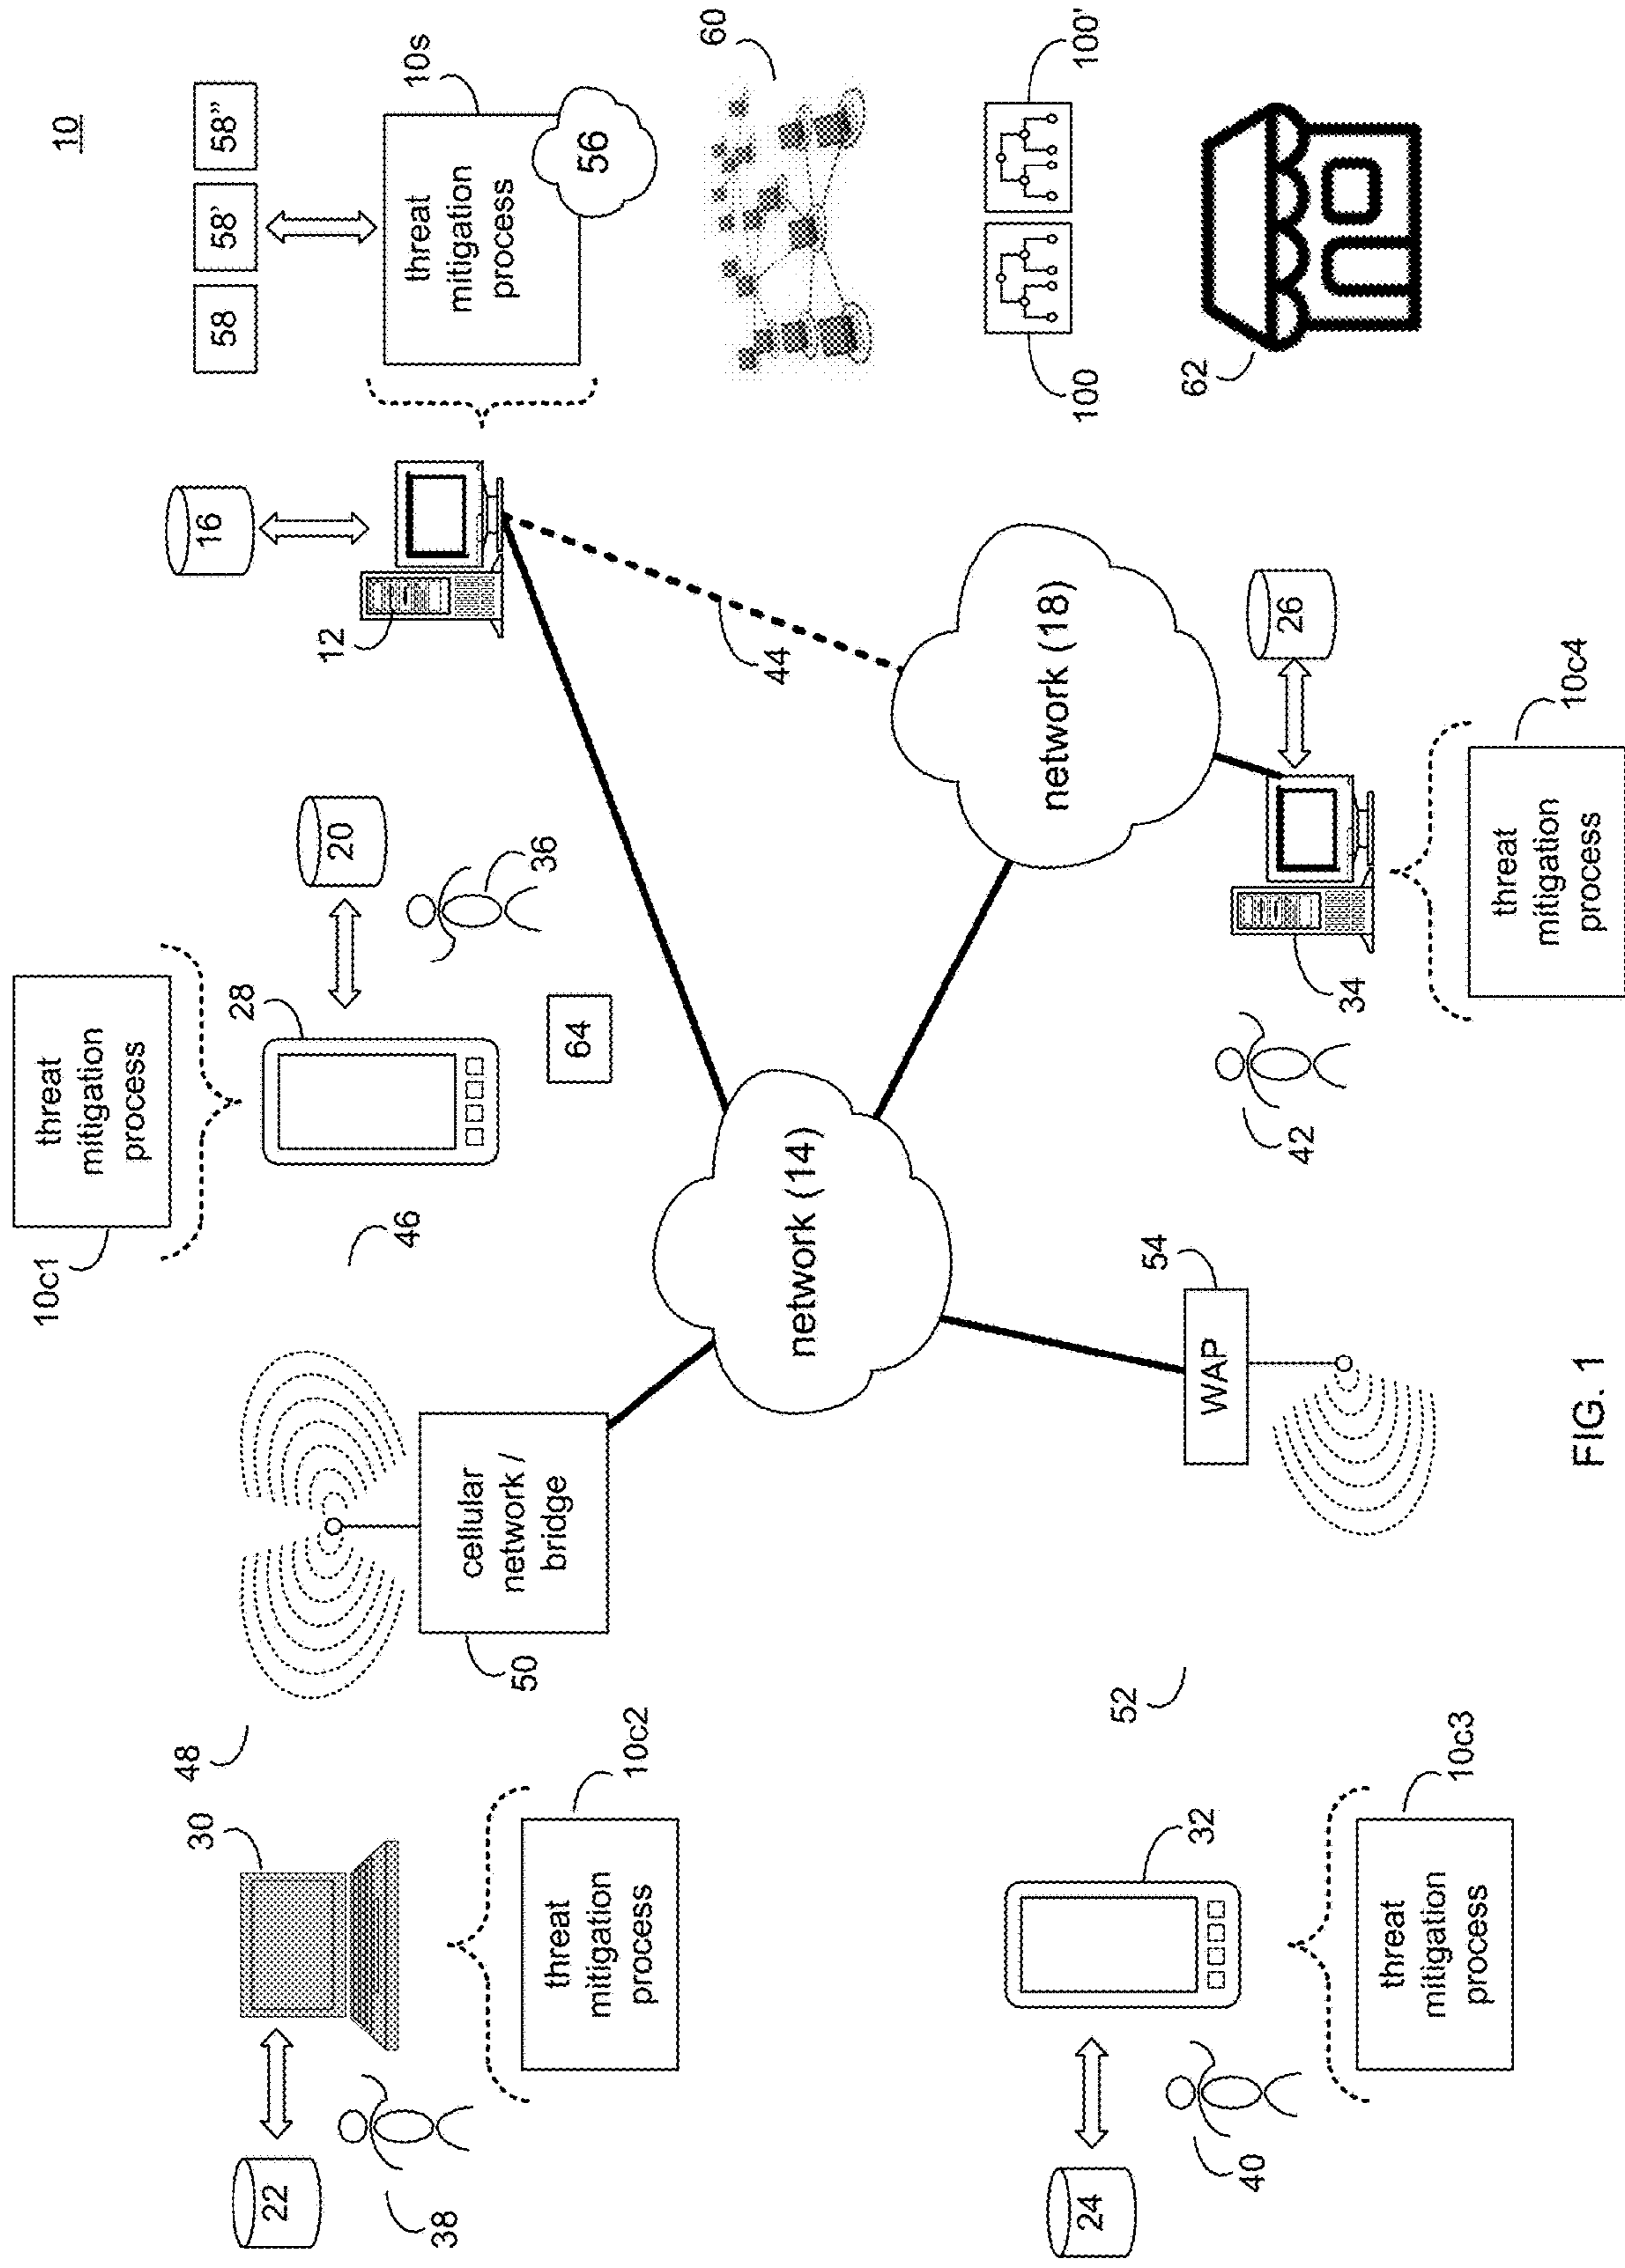 10
10c1
threat
mitigation
process
48
46
28
20
16
58
58'
58"
22
30
12
10s
threat
mitigation
process
56
38
50
cellular
network /
bridge
36
64
10c2
threat
mitigation
process
44
60
network (14)
network (18)
24
32
52
54
WAP
42
34
26
100
100'
40
62
10c3
threat
mitigation
process
10c4
threat
mitigation
process
FIG. 1